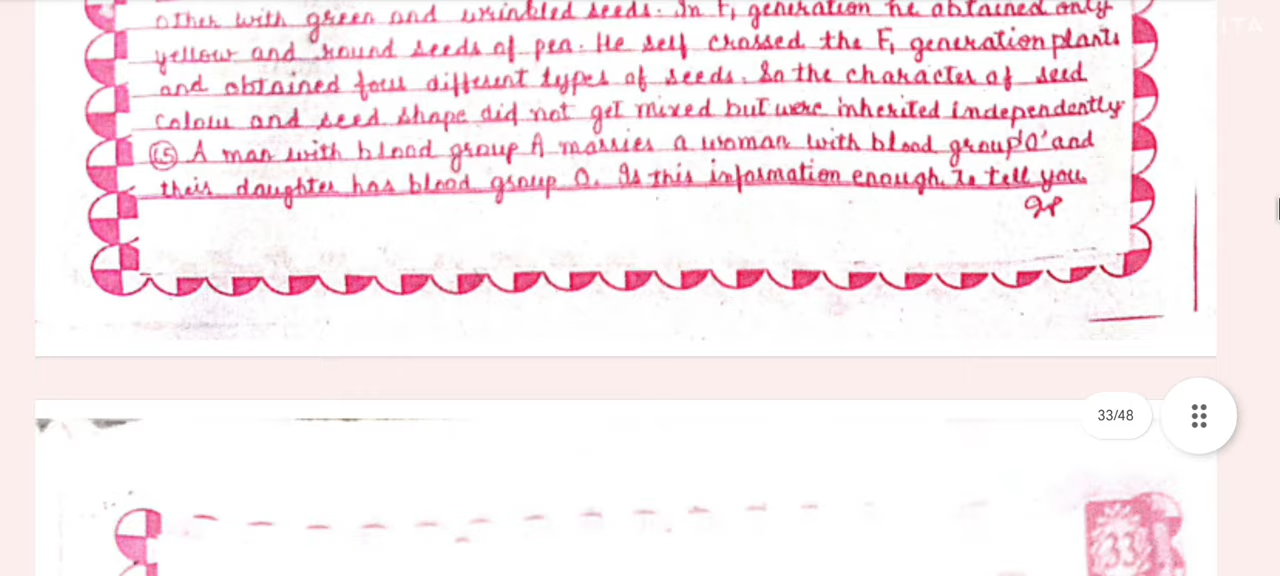 other with green and wrinkled seeds. In F₁ generation he obtained only
yellow and round seeds of pea. He self crossed the F₁ generation plants
and obtained four different types of seeds. So the character of seed
colour and seed shape did not get mixed but were inherited independently
⑮ A man with blood group A marries a woman with blood group 'O' and
their daughter has blood group O. Is this information enough to tell you
33/48
33